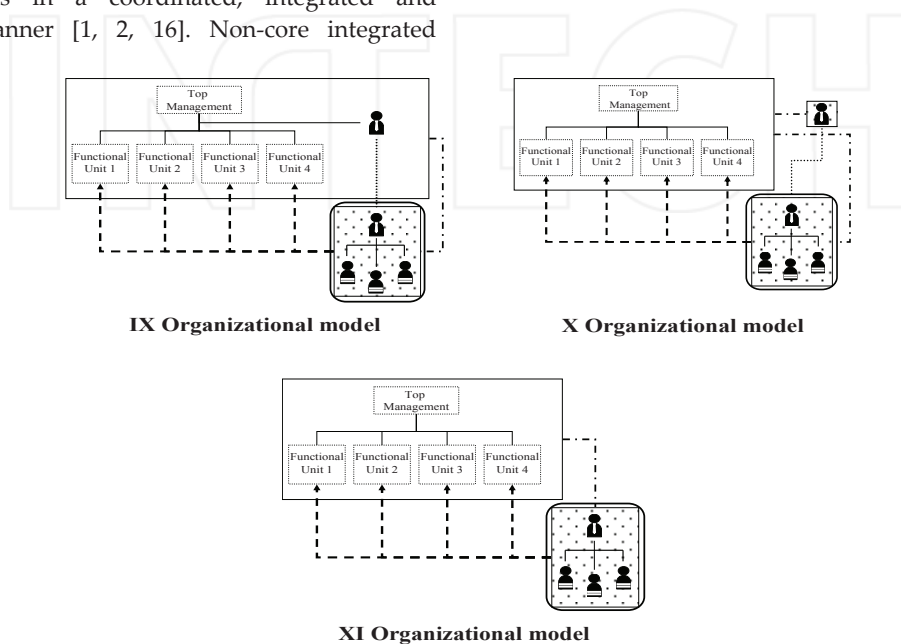 s in a coordinated, integrated and
anner [1, 2, 16]. Non-core integrated
INTECH
Top
Management
Functional
Unit 1
Functional
Unit 2
Functional
Unit 3
Functional
Unit 4
IX Organizational model
Top
Management
Functional
Unit 1
Functional
Unit 2
Functional
Unit 3
Functional
Unit 4
X Organizational model
Top
Management
Functional
Unit 1
Functional
Unit 2
Functional
Unit 3
Functional
Unit 4
XI Organizational model